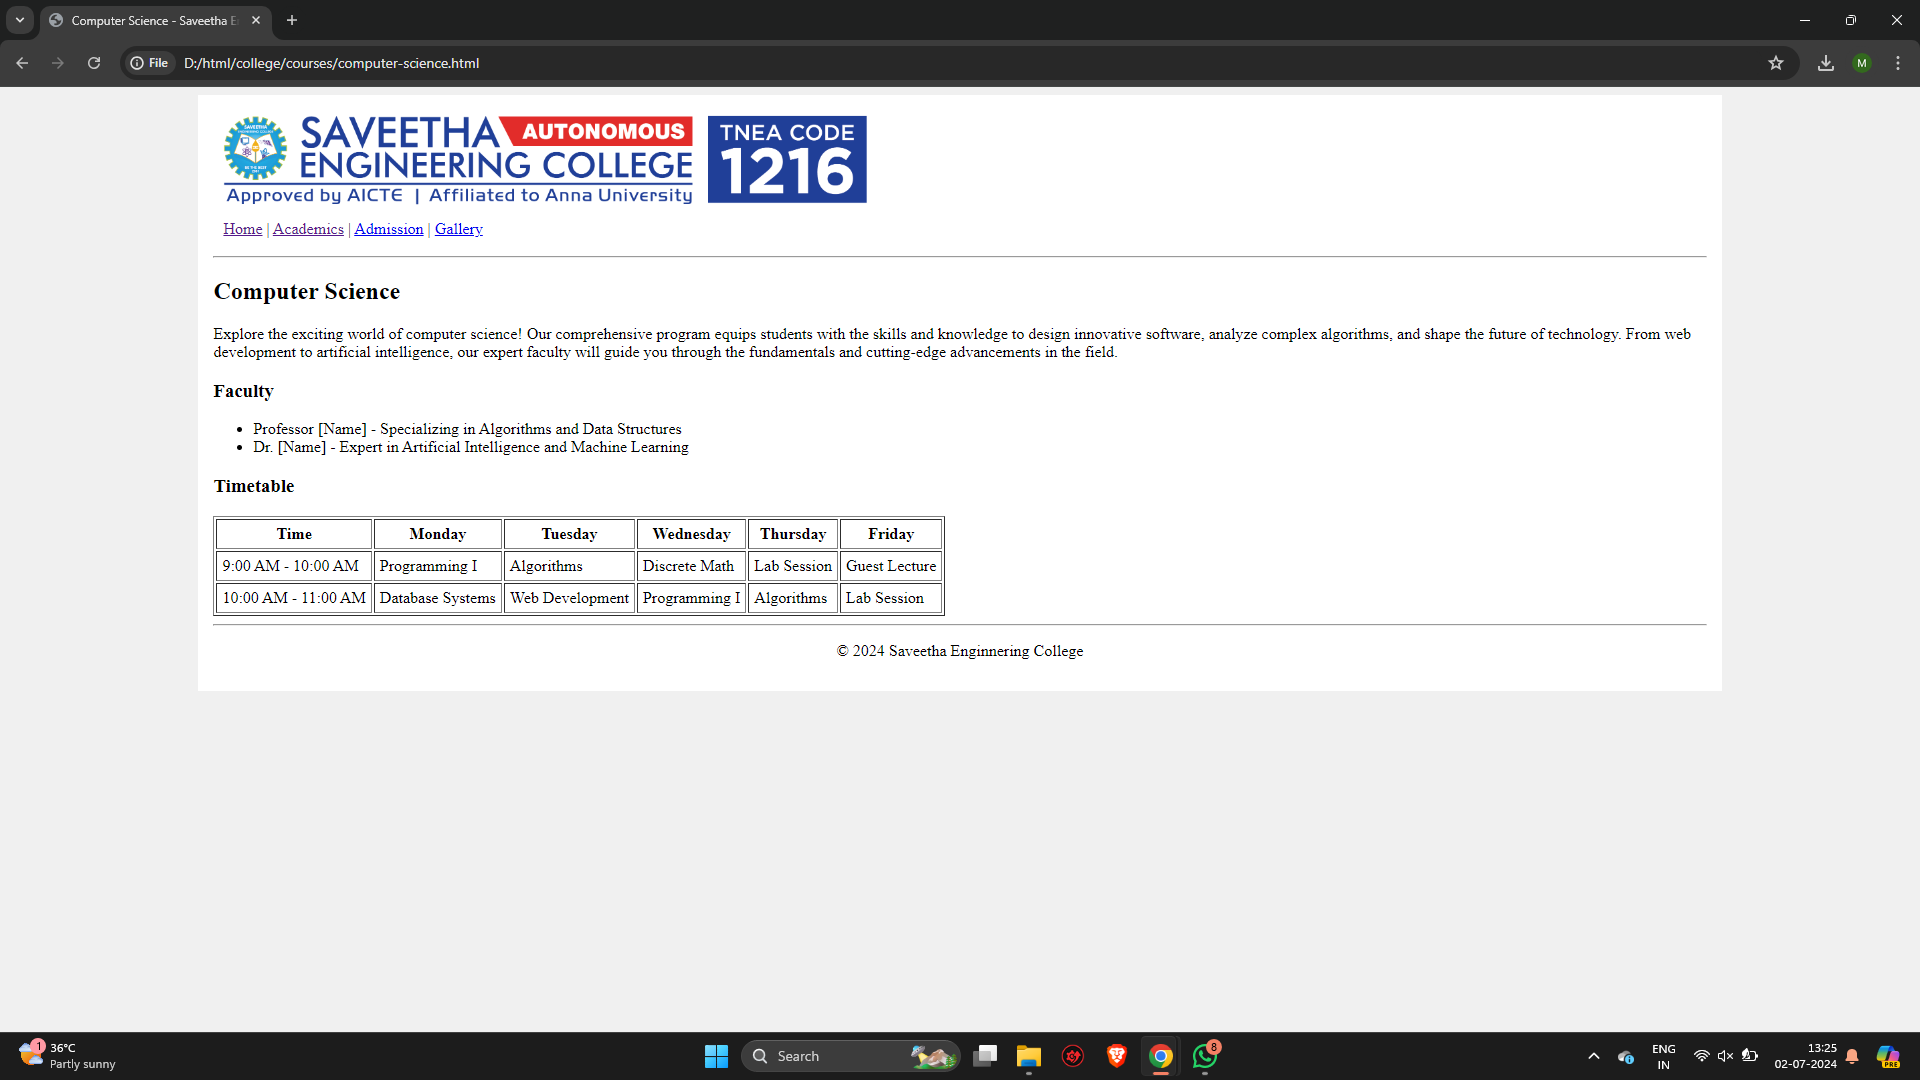 Computer Science - Saveetha E
File D:/html/college/courses/computer-science.html
M
SAVEETHA AUTONOMOUS
ENGINEERING COLLEGE
Approved by AICTE | Affiliated to Anna University
TNEA CODE
1216
Home | Academics | Admission | Gallery
Computer Science
Explore the exciting world of computer science! Our comprehensive program equips students with the skills and knowledge to design innovative software, analyze complex algorithms, and shape the future of technology. From web
development to artificial intelligence, our expert faculty will guide you through the fundamentals and cutting-edge advancements in the field.
Faculty
• Professor [Name] - Specializing in Algorithms and Data Structures
• Dr. [Name] - Expert in Artificial Intelligence and Machine Learning
Timetable
Time Monday Tuesday Wednesday Thursday Friday
9:00 AM - 10:00 AM Programming I Algorithms Discrete Math Lab Session Guest Lecture
10:00 AM - 11:00 AM Database Systems Web Development Programming I Algorithms Lab Session
© 2024 Saveetha Enginnering College
1
36°C
Partly sunny
Search
8
ENG
IN
13:25
02-07-2024
PRE